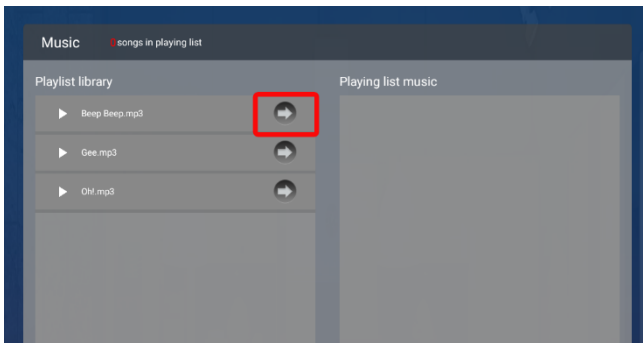 Music songs in playing list
Playlist library
Playing list music
Beep Beep.mp3
Gee.mp3
Oh!.mp3